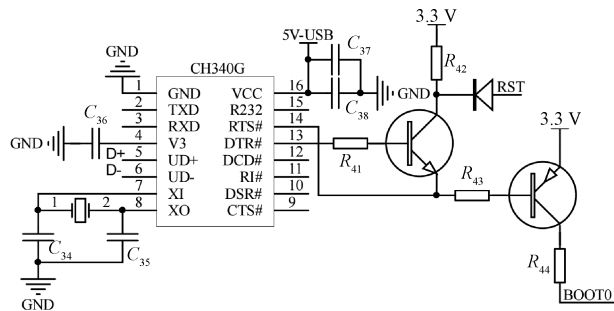 3.3 V
5V-USB
C37
R42
GND
CH340G
1 GND VCC 16
GND
RST
2 TXD R232 15
C38
C36
3 RXD RTS# 14
3.3 V
GND
4 V3 DTR# 13
D+ 5 UD+ DCD# 12
R41
D- 6 UD- RI# 11
R43
7 XI DSR# 10
1 2 8 XO CTS# 9
C34
C35
R44
GND
BOOT0